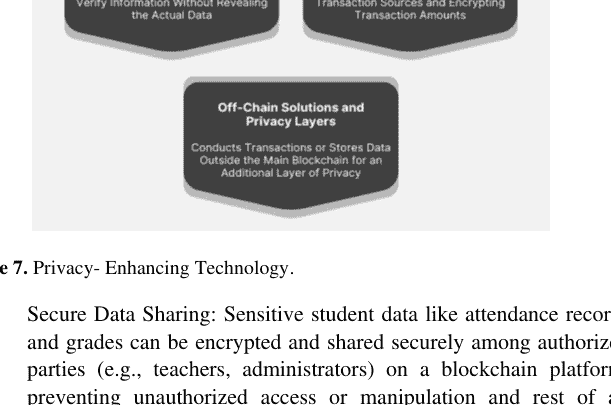 Verify Information Without Revealing
the Actual Data
Transaction Sources and Encrypting
Transaction Amounts
Off-Chain Solutions and
Privacy Layers
Conducts Transactions or Stores Data
Outside the Main Blockchain for an
Additional Layer of Privacy
e 7. Privacy- Enhancing Technology.
Secure Data Sharing: Sensitive student data like attendance recor
and grades can be encrypted and shared securely among authorize
parties (e.g., teachers, administrators) on a blockchain platform
preventing unauthorized access or manipulation and rest of a